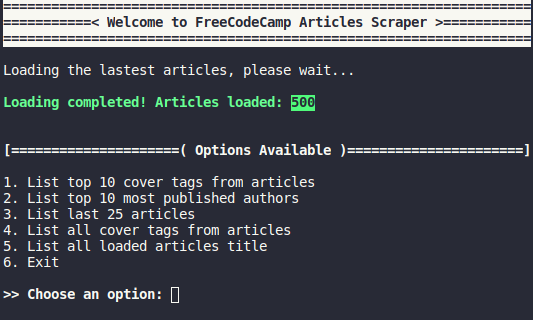 ==================================================================
===========< Welcome to FreeCodeCamp Articles Scraper >===========
==================================================================
Loading the lastest articles, please wait...
Loading completed! Articles loaded: 500
[=====================( Options Available )======================]
1. List top 10 cover tags from articles
2. List top 10 most published authors
3. List last 25 articles
4. List all cover tags from articles
5. List all loaded articles title
6. Exit
>> Choose an option: